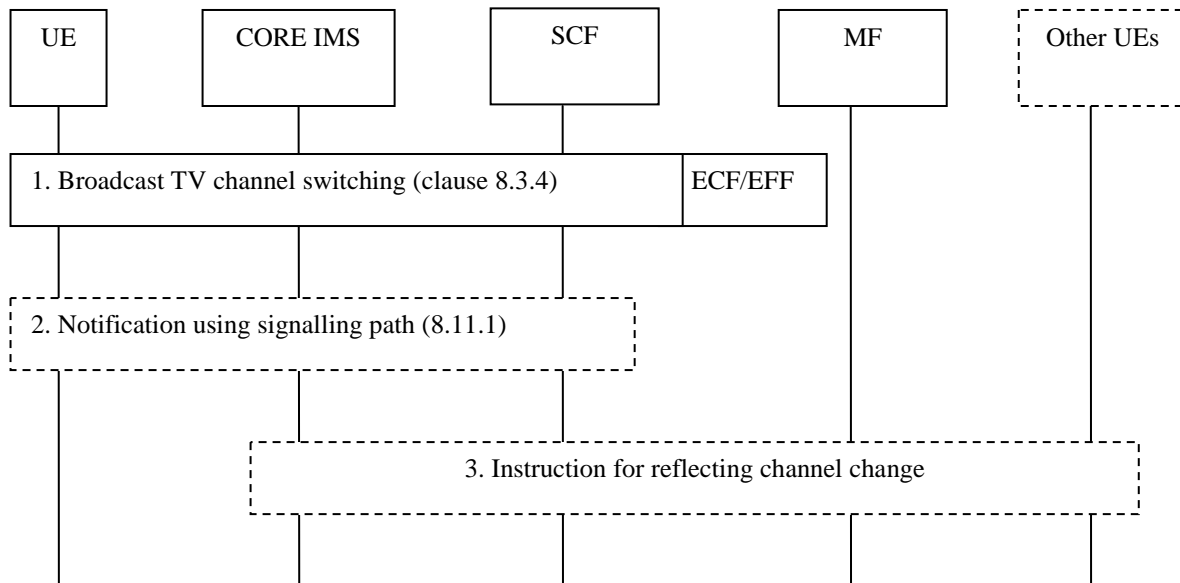 UE
CORE IMS
SCF
MF
Other UEs
1. Broadcast TV channel switching (clause 8.3.4)
ECF/EFF
2. Notification using signalling path (8.11.1)
3. Instruction for reflecting channel change